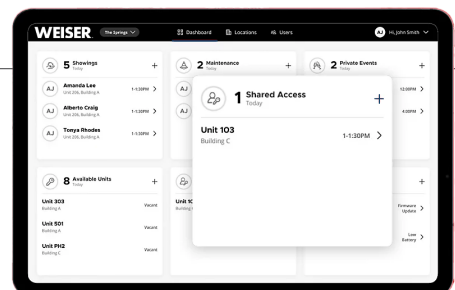 WEISER The Springs Dashboard Locations Users AJ Hi, John Smith
5 Showings
Today
AJ Amanda Lee 1-1:30PM
Unit 258, Building A
AJ Alberto Craig 1-1:30PM
Unit 258, Building A
AJ Tonya Rhodes 1-1:30PM
Unit 258, Building A
2 Maintenance
Today
AJ
AJ
2 Private Events
Today
12:00PM
4:00PM
1 Shared Access
Today
Unit 103
Building C
1-1:30PM
8 Available Units
Today
Unit 303 Vacant
Building A
Unit 501 Vacant
Building A
Unit PH2 Vacant
Building C
Unit 10
Building
Firmware
Update
Low
Battery